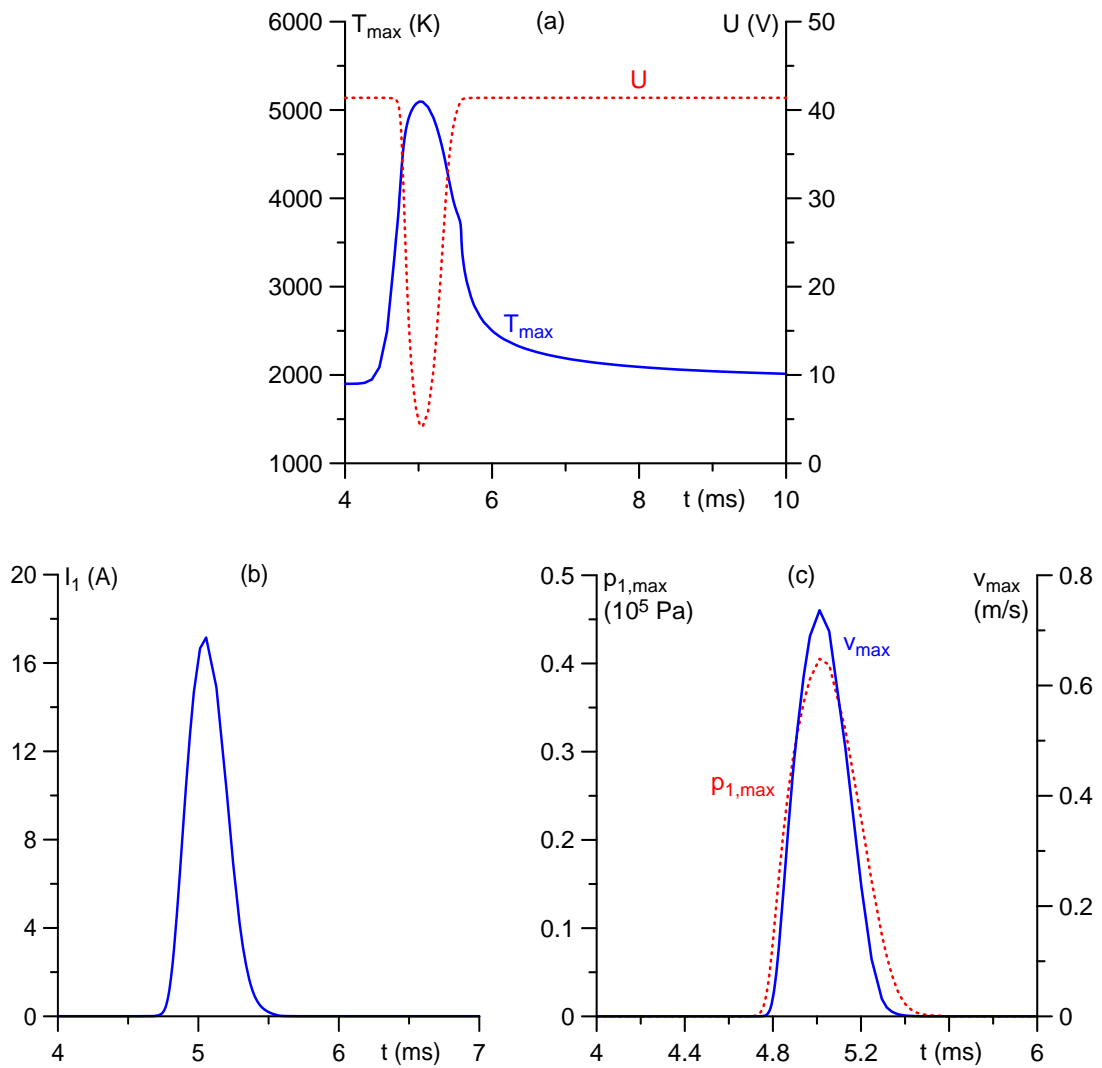 T_max (K) (a) U (V)
6000 50
U
5000 40
4000 30
3000 20
T_max
2000 10
1000 0
4 6 8 t (ms) 10
I_1 (A) (b)
20
16
12
8
4
0
4 5 6 t (ms) 7
0.5 p_1,max (c) v_max 0.8
(10^5 Pa) (m/s)
v_max
0.4 0.6
0.3
p_1,max 0.4
0.2
0.1 0.2
0 0
4 4.4 4.8 5.2 t (ms) 6